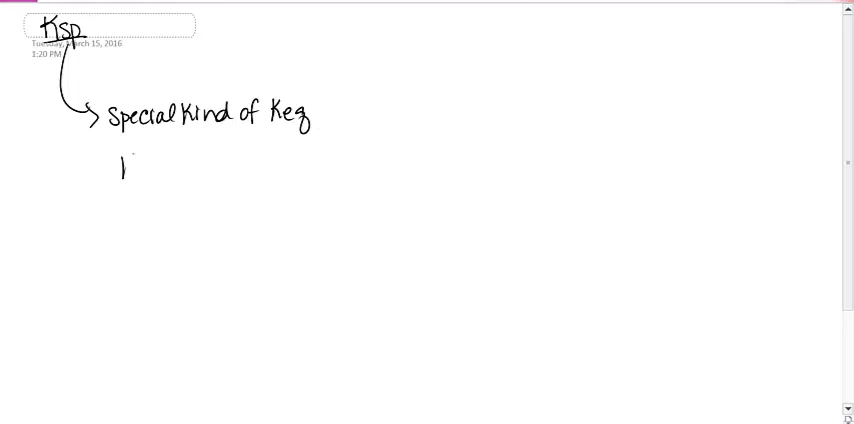 Ksp
Tuesday, March 15, 2016
1:20 PM
special kind of Keq